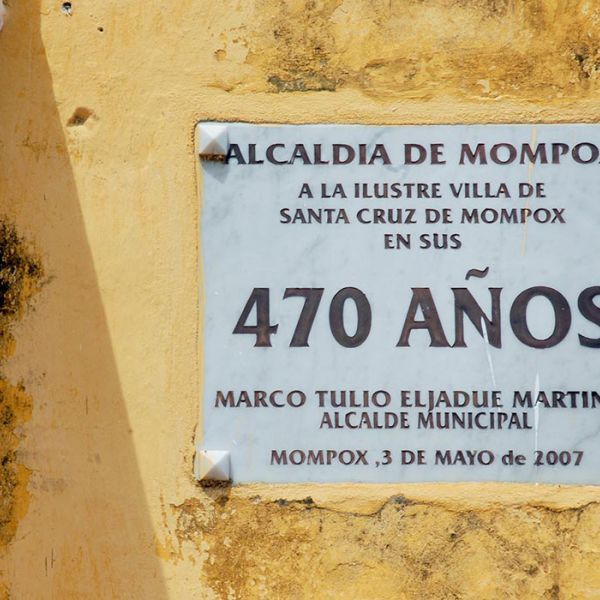 ALCALDIA DE MOMPOX
A LA ILUSTRE VILLA DE
SANTA CRUZ DE MOMPOX
EN SUS
470 AÑOS
MARCO TULIO ELJADUE MARTIN
ALCALDE MUNICIPAL
MOMPOX ,3 DE MAYO de 2007